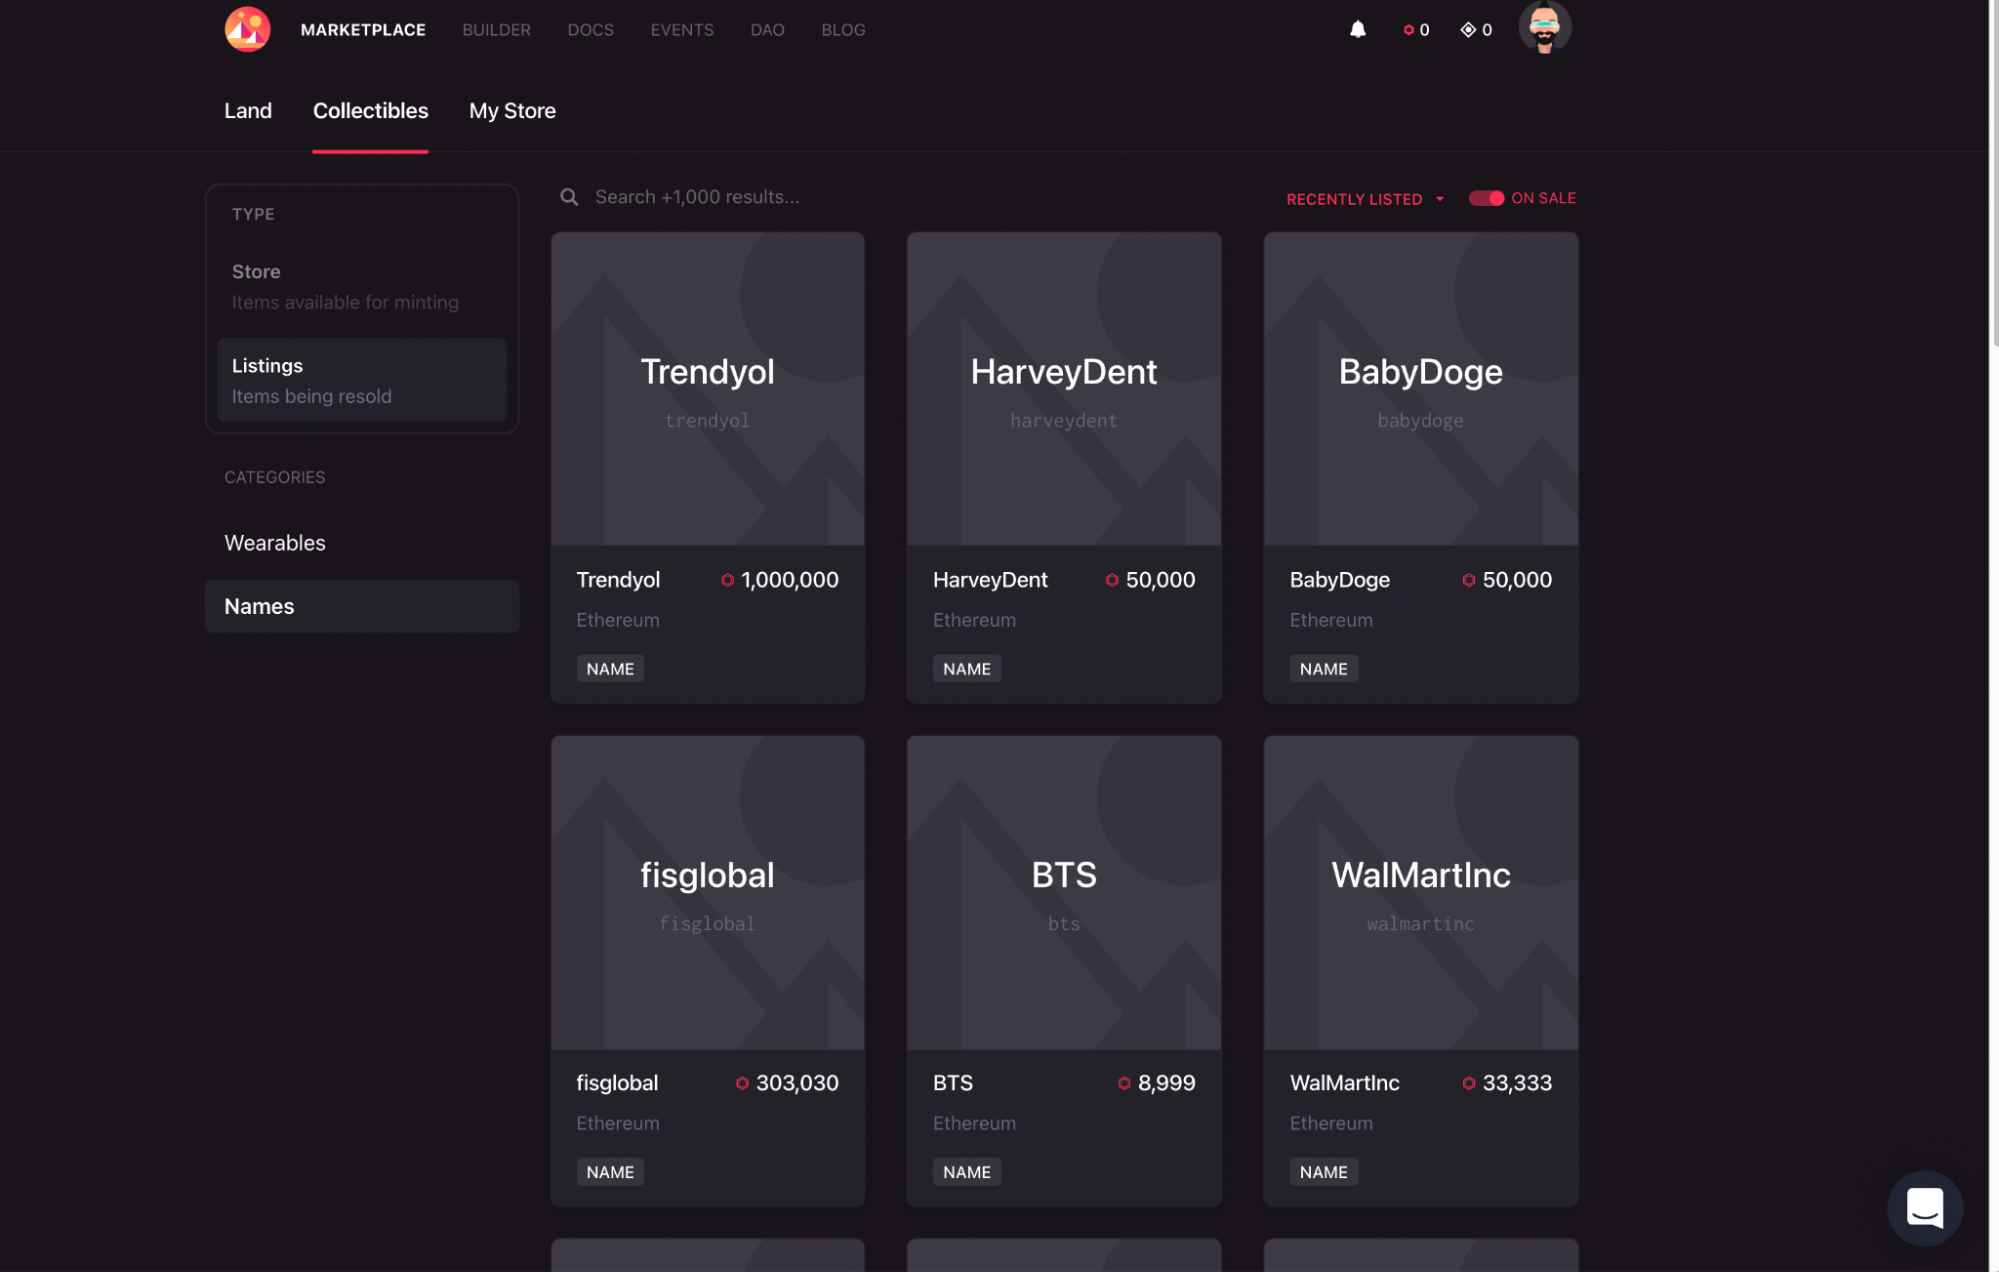 MARKETPLACE BUILDER DOCS EVENTS DAO BLOG 0 0
Land Collectibles My Store
TYPE
Store
Items available for minting
Listings
Items being resold
CATEGORIES
Wearables
Names
Search +1,000 results...
RECENTLY LISTED ON SALE
Trendyol
trendyol
Trendyol 1,000,000
Ethereum
NAME
HarveyDent
harveydent
HarveyDent 50,000
Ethereum
NAME
BabyDoge
babydoge
BabyDoge 50,000
Ethereum
NAME
fisglobal
fisglobal
fisglobal 303,030
Ethereum
NAME
BTS
bts
BTS 8,999
Ethereum
NAME
WalMartInc
walmartinc
WalMartInc 33,333
Ethereum
NAME